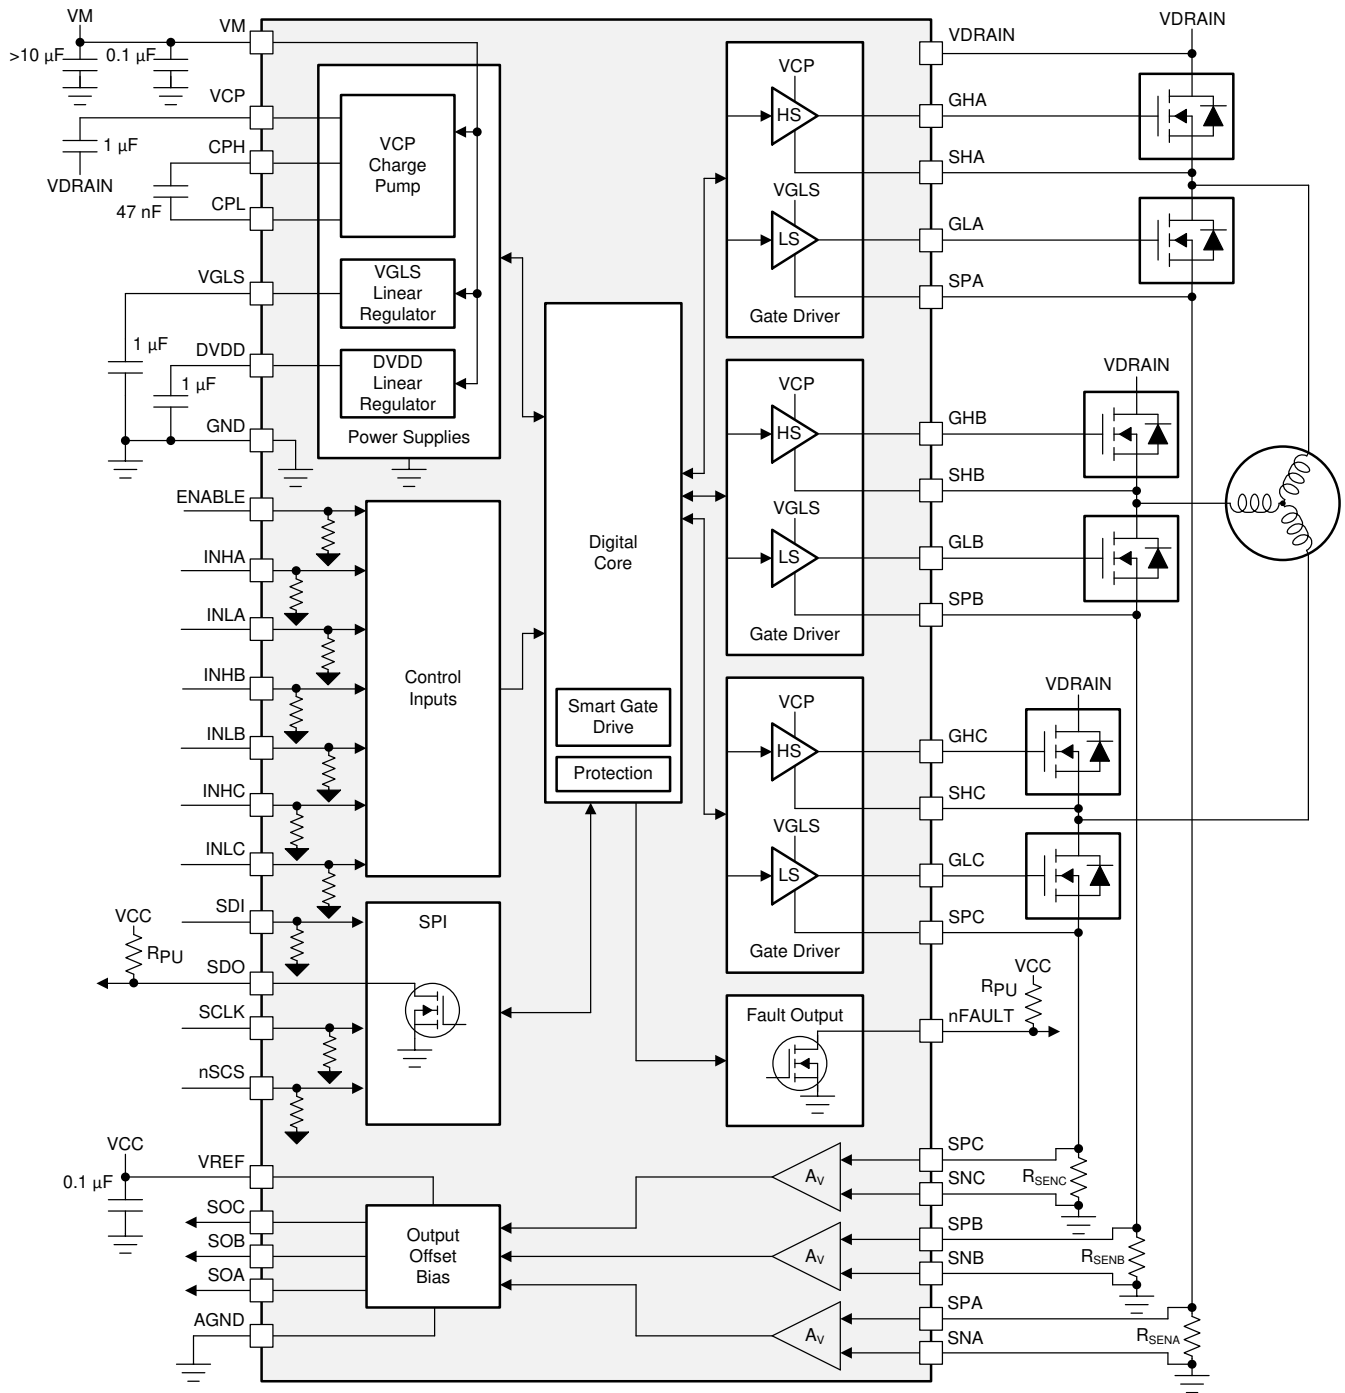 VM
VM
>10 µF
0.1 µF
VCP
1 µF
VDRAIN
CPH
47 nF
CPL
VGLS
1 µF
DVDD
1 µF
GND
VCP
Charge
Pump
VGLS
Linear
Regulator
DVDD
Linear
Regulator
Power Supplies
ENABLE
INHA
INLA
INHB
INLB
INHC
INLC
Control
Inputs
SDI
VCC
RPU
SDO
SCLK
nSCS
SPI
VCC
0.1 µF
VREF
SOC
SOB
SOA
AGND
Output
Offset
Bias
Digital
Core
Smart Gate
Drive
Protection
VCP
HS
VGLS
LS
Gate Driver
VCP
HS
VGLS
LS
Gate Driver
VCP
HS
VGLS
LS
Gate Driver
Fault Output
AV
AV
AV
VDRAIN
VDRAIN
GHA
SHA
GLA
SPA
VDRAIN
GHB
SHB
GLB
SPB
VDRAIN
GHC
SHC
GLC
SPC
VCC
RPU
nFAULT
SPC
SNC
RSENC
SPB
SNB
RSENB
SPA
SNA
RSENA